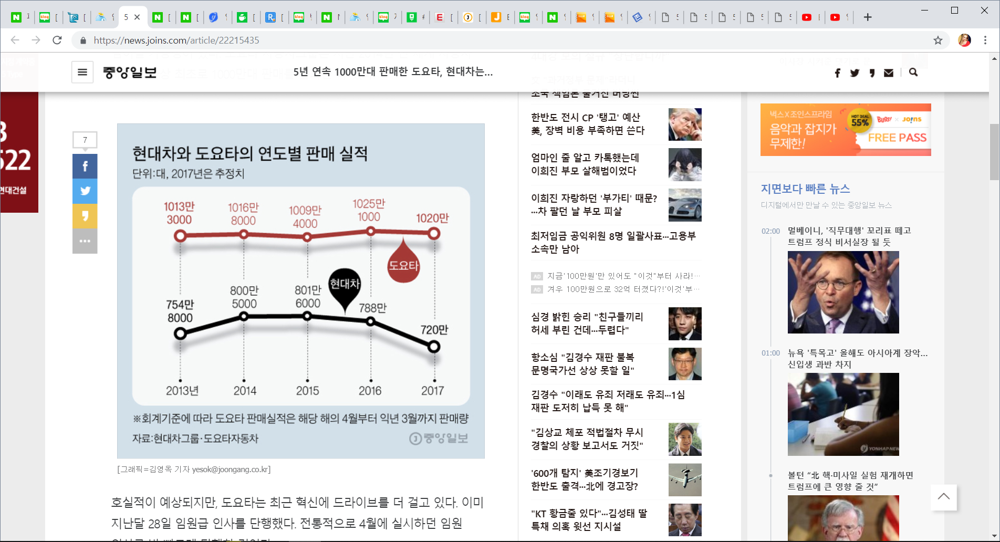 5
https://news.joins.com/article/22215435
중앙일보
5년 연속 1000만대 판매한 도요타, 현대차는...
522
현대건설
7
현대차와 도요타의 연도별 판매 실적
단위:대, 2017년은 추정치
1013만
3000
1016만
8000
1009만
4000
1025만
1000
1020만
도요타
현대차
754만
8000
800만
5000
801만
6000
788만
720만
2013년
2014
2015
2016
2017
※회계기준에 따라 도요타 판매실적은 해당 해의 4월부터 익년 3월까지 판매량
자료:현대차그룹·도요타자동차
중앙일보
[그래픽=김영옥 기자 yesok@joongang.co.kr]
호실적이 예상되지만, 도요타는 최근 혁신에 드라이브를 더 걸고 있다. 이미
지난달 28일 임원급 인사를 단행했다. 전통적으로 4월에 실시하던 임원
한반도 전시 CP '탱고' 예산
美, 장벽 비용 부족하면 쓴다
엄마인 줄 알고 카톡했는데
이희진 부모 살해범이었다
이희진 자랑하던 '부가티' 때문?
…차 팔던 날 부모 피살
최저임금 공익위원 8명 일괄사표…고용부
소속만 남아
AD 지금'100만원'만 있어도 "이것"부터 사라!…
AD 겨우 100만원으로 32억 터졌다?!'이것'부…
심경 밝힌 승리 "친구들끼리
허세 부린 건데…두렵다"
항소심 "김경수 재판 불복
문명국가선 상상 못할 일"
김경수 "이래도 유죄 저래도 유죄…1심
재판 도저히 납득 못 해"
"김상교 체포 적법절차 무시
경찰의 상황 보고서도 거짓"
'600개 탐지' 美조기경보기
한반도 출격…北에 경고장?
"KT 황금줄 있다"…김성태 딸
특채 의혹 윗선 지시설
벅스 X 조인스프라임
음악과 잡지가
무제한!
HOT DEAL
55%
Bugs! × Joins
FREE PASS
지면보다 빠른 뉴스
디지털에서만 만날 수 있는 중앙일보 뉴스
02:00
멀베이니, '직무대행' 꼬리표 떼고
트럼프 정식 비서실장 될 듯
01:00
뉴욕 '특목고' 올해도 아시아계 장악...
신입생 과반 차지
YONHAP NEW
볼턴 “北 핵·미사일 실험 재개하면
트럼프에 큰 영향 줄 것”